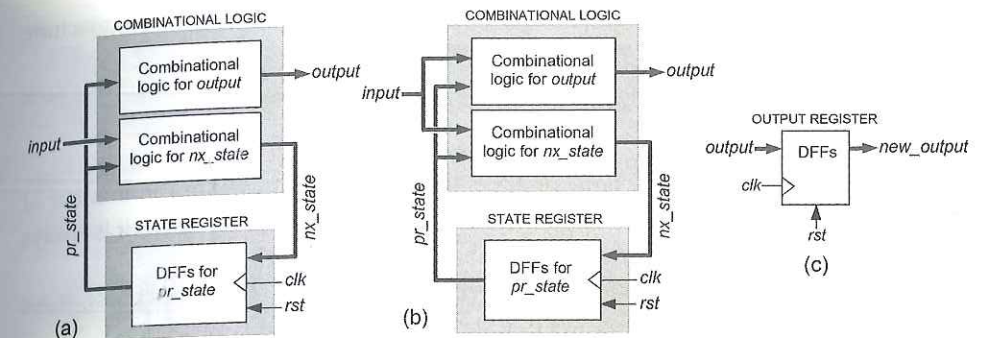 COMBINATIONAL LOGIC
Combinational
logic for output
output
input
Combinational
logic for nx_state
pr_state
nx_state
STATE REGISTER
DFFs for
pr_state
clk
rst
(a)
COMBINATIONAL LOGIC
Combinational
logic for output
output
input
Combinational
logic for nx_state
pr_state
nx_state
STATE REGISTER
DFFs for
pr_state
clk
rst
(b)
OUTPUT REGISTER
output
DFFs
new_output
clk
rst
(c)